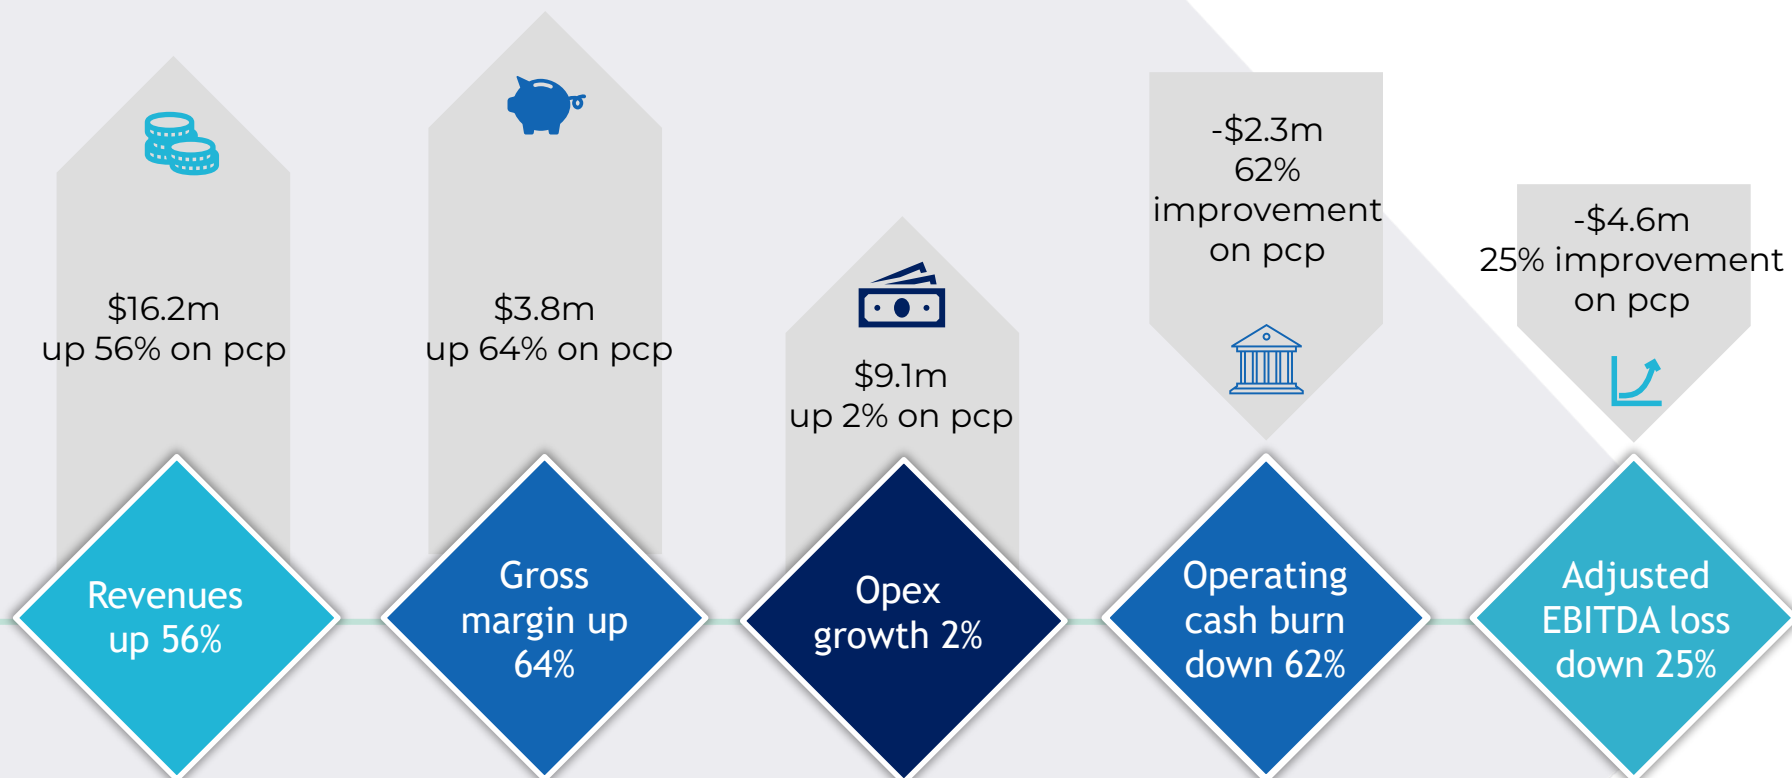 $16.2m
up 56% on pcp
$3.8m
up 64% on pcp
$9.1m
up 2% on pcp
-$2.3m
62%
improvement
on pcp
-$4.6m
25% improvement
on pcp
Revenues
up 56%
Gross
margin up
64%
Opex
growth 2%
Operating
cash burn
down 62%
Adjusted
EBITDA loss
down 25%